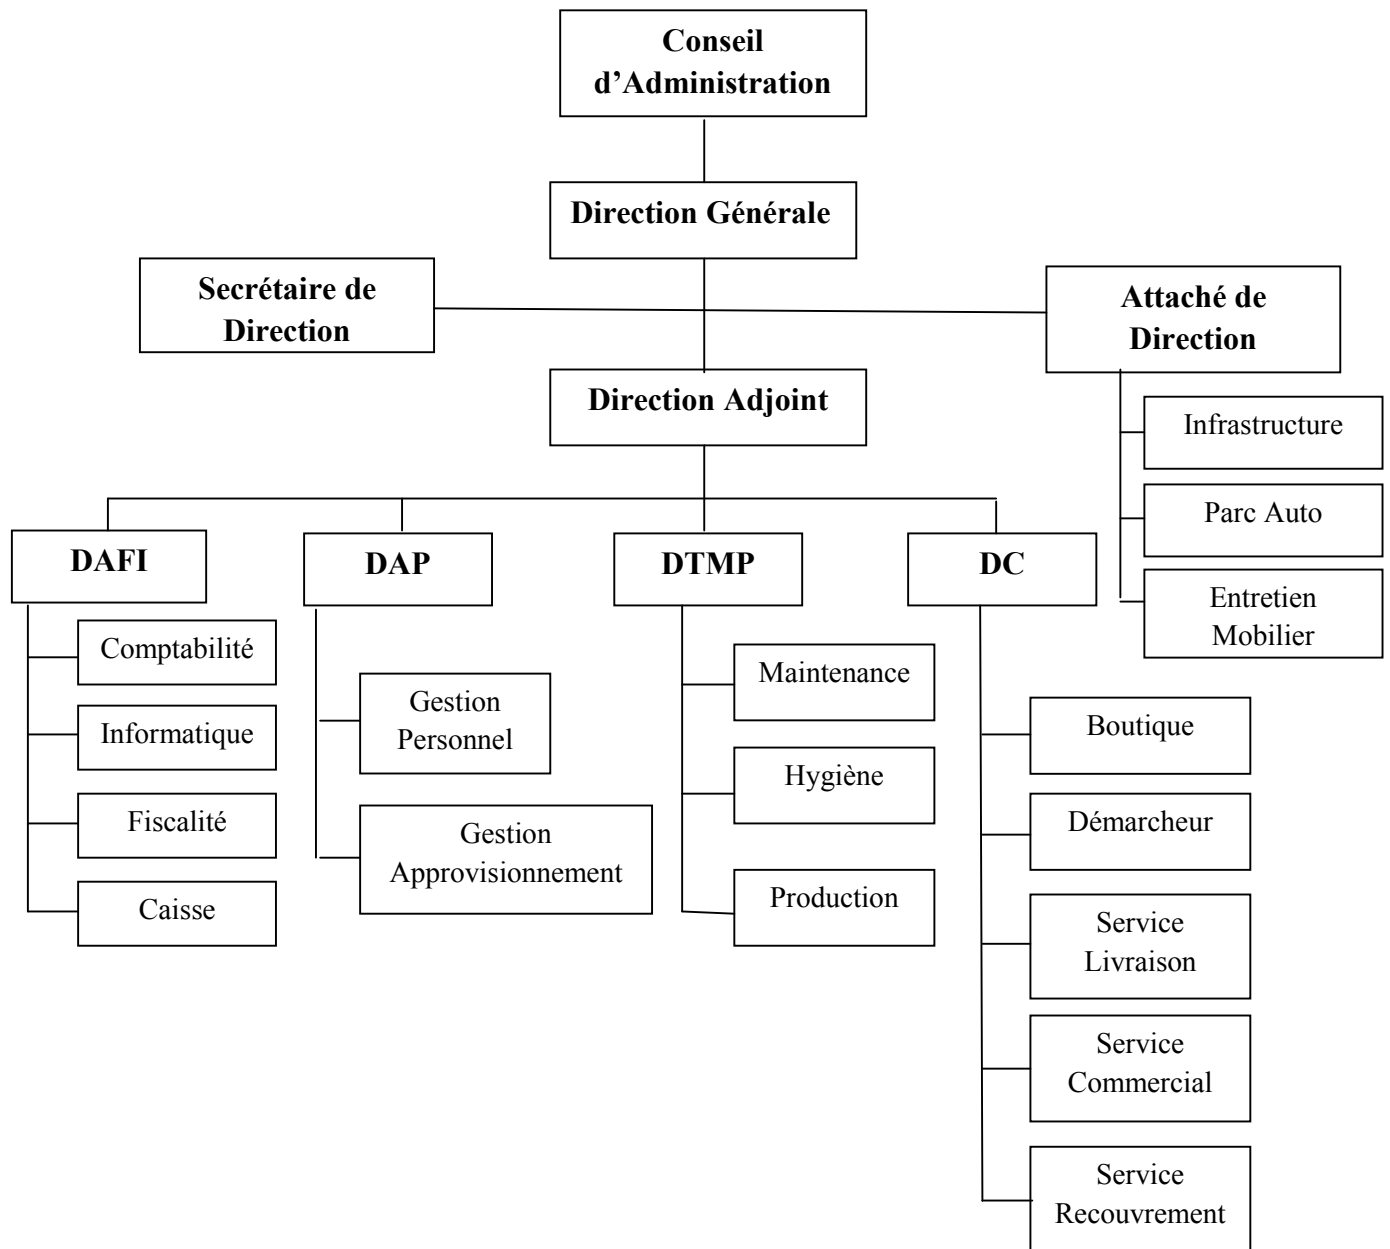 Conseil
d’Administration
Direction Générale
Secrétaire de
Direction
Attaché de
Direction
Direction Adjoint
Infrastructure
Parc Auto
Entretien
Mobilier
DAFI
DAP
DTMP
DC
Comptabilité
Informatique
Fiscalité
Caisse
Gestion
Personnel
Gestion
Approvisionnement
Maintenance
Hygiène
Production
Boutique
Démarcheur
Service
Livraison
Service
Commercial
Service
Recouvrement